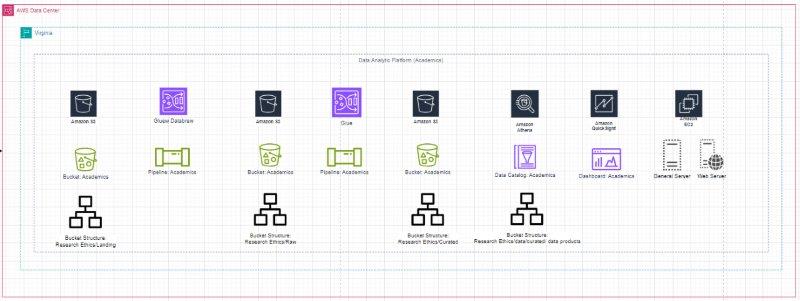 AWS Data Center
Virginia
Data Analytic Platform (Academics)
Amazon S3
Gluew Databrew
Amazon S3
Glue
Amazon S3
Amazon
Athena
Amazon
QuickSight
Amazon
EC2
Bucket: Academics
Pipeline: Academics
Bucket: Academics
Pipeline: Academics
Bucket: Academics
Data Catalog: Academics
Dashboard: Academics
General Server
Web Server
Bucket Structure:
Research Ethics/Landing
Bucket Structure:
Research Ethics/Raw
Bucket Structure:
Research Ethics/Curated
Bucket Structure:
Research Ethics/data/curated/ data products